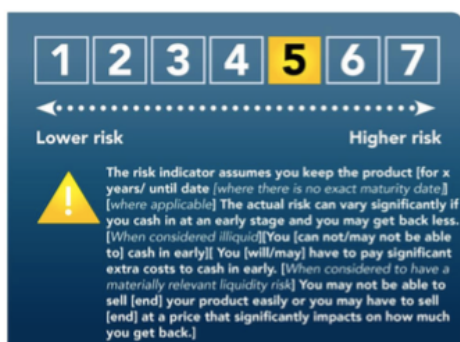 1 2 3 4 5 6 7
Lower risk Higher risk
The risk indicator assumes you keep the product [for x
years/ until date [where there is no exact maturity date]]
[where applicable] The actual risk can vary significantly if
you cash in at an early stage and you may get back less.
[When considered illiquid][You [can not/may not be able
to] cash in early][ You [will/may] have to pay significant
extra costs to cash in early. [When considered to have a
materially relevant liquidity risk] You may not be able to
sell [end] your product easily or you may have to sell
[end] at a price that significantly impacts on how much
you get back.]